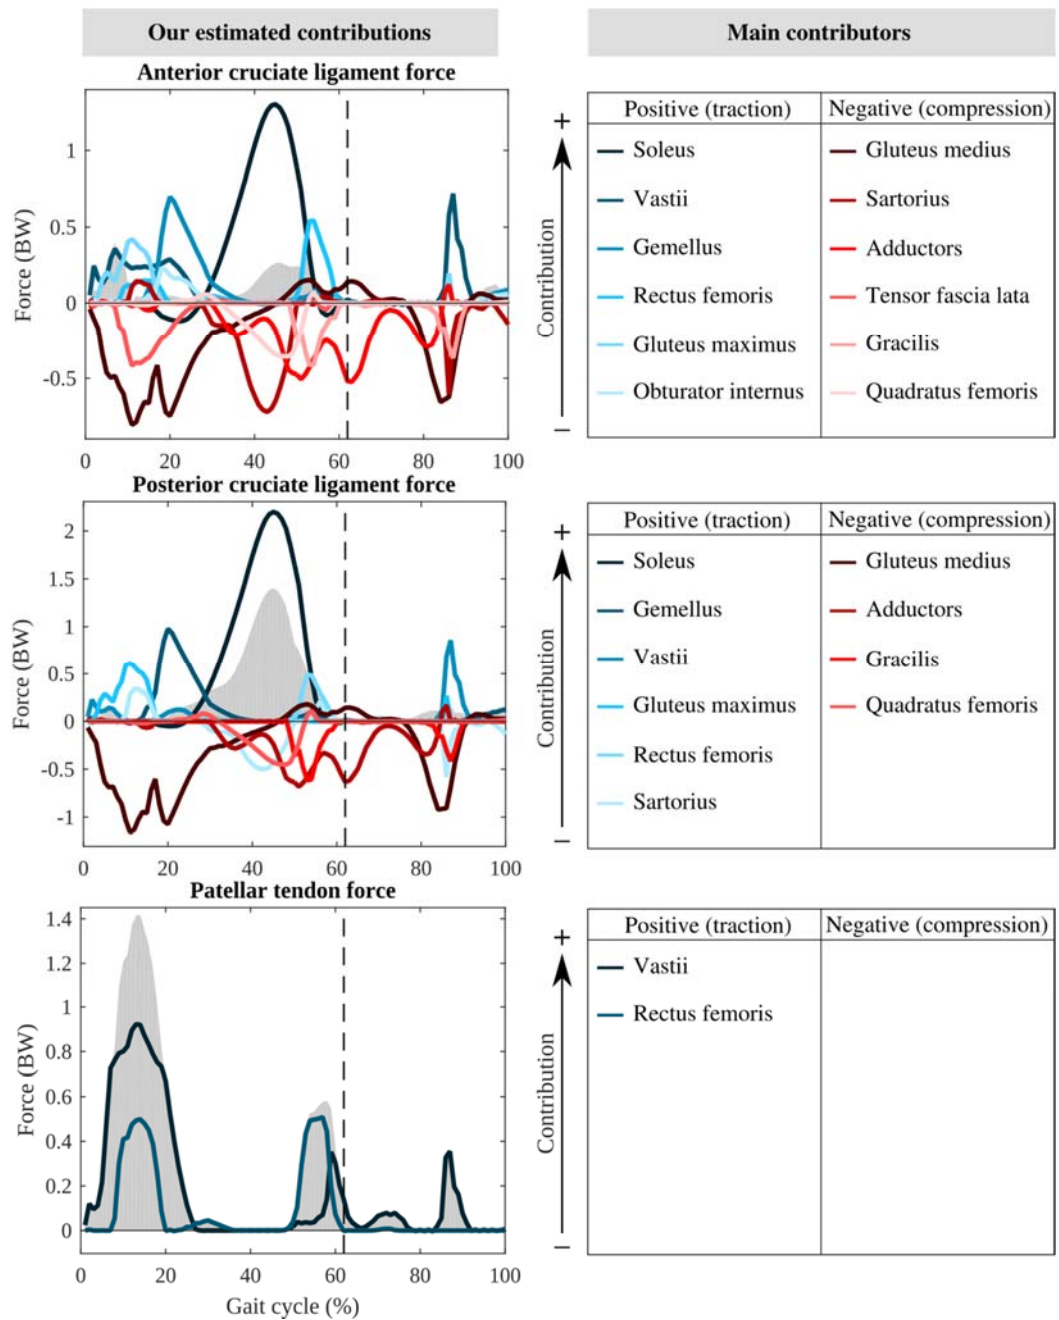 Our estimated contributions
Main contributors
Anterior cruciate ligament force
Force (BW)
1
0.5
0
-0.5
0 20 40 60 80 100
+
Contribution
−
Positive (traction) Negative (compression)
Soleus Gluteus medius
Vastii Sartorius
Gemellus Adductors
Rectus femoris Tensor fascia lata
Gluteus maximus Gracilis
Obturator internus Quadratus femoris
Posterior cruciate ligament force
Force (BW)
2
1.5
1
0.5
0
-0.5
-1
0 20 40 60 80 100
+
Contribution
−
Positive (traction) Negative (compression)
Soleus Gluteus medius
Gemellus Adductors
Vastii Gracilis
Gluteus maximus Quadratus femoris
Rectus femoris
Sartorius
Patellar tendon force
Force (BW)
1.4
1.2
1
0.8
0.6
0.4
0.2
0
0 20 40 60 80 100
Gait cycle (%)
+
Contribution
−
Positive (traction) Negative (compression)
Vastii
Rectus femoris